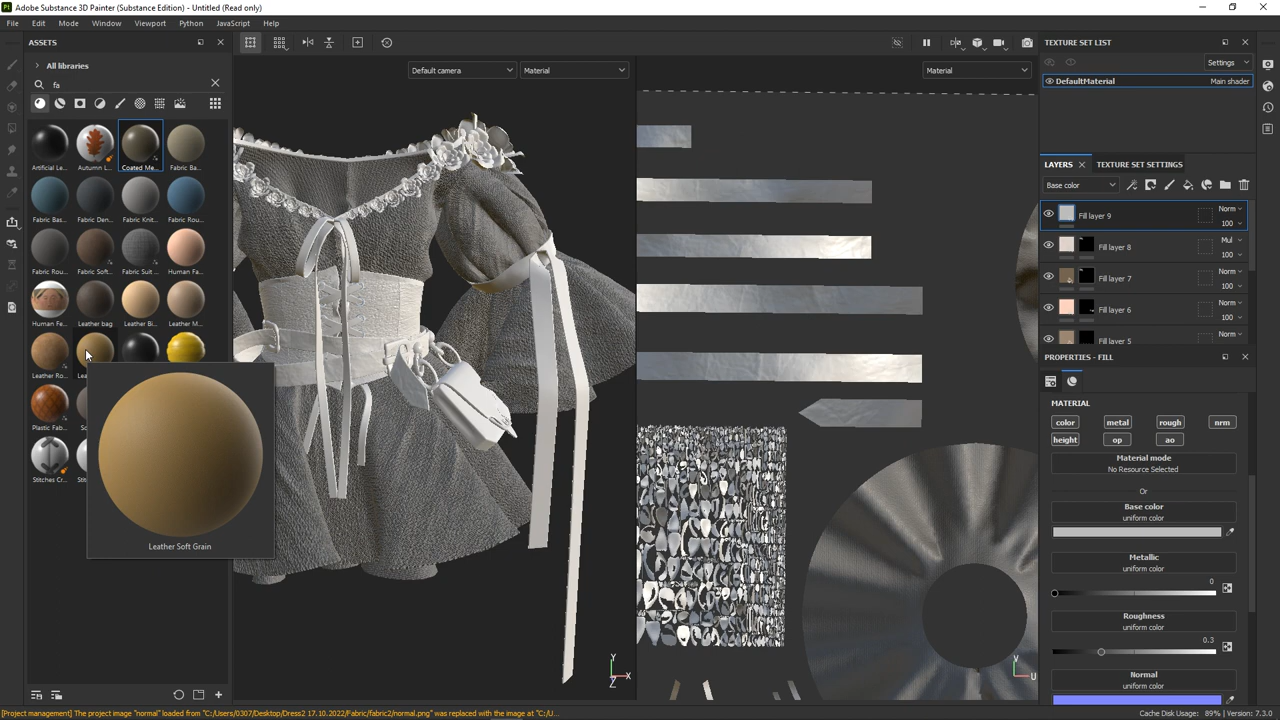 Adobe Substance 3D Painter (Substance Edition) - Untitled (Read only)
File Edit Mode Window Viewport Python JavaScript Help
ASSETS
All libraries
fa
Artificial Le... Autumn L... Coated Me... Fabric Ba...
Fabric Bas... Fabric Den... Fabric Knit... Fabric Rou...
Fabric Rou... Fabric Soft... Fabric Suit ... Human Fa...
Human Fe... Leather bag Leather Bi... Leather M...
Leather Ro...
Plastic Fab...
Stitches Cr...
Leather Soft Grain
Default camera
Material
Material
Y
X
Z
V
U
TEXTURE SET LIST
Settings
DefaultMaterial Main shader
LAYERS TEXTURE SET SETTINGS
Base color
Fill layer 9 Norm 100
Fill layer 8 Mul 100
Fill layer 7 Norm 100
Fill layer 6 Norm 100
Fill layer 5 Norm
PROPERTIES - FILL
MATERIAL
color metal rough nrm
height op ao
Material mode
No Resource Selected
Or
Base color
uniform color
Metallic
uniform color
0
Roughness
uniform color
0.3
Normal
uniform color
[Project management] The project image "normal" loaded from "C:/Users/0307/Desktop/Dress2 17.10.2022/Fabric/fabric2/normal.png" was replaced with the image at "C:/U...
Cache Disk Usage: 89% | Version: 7.3.0